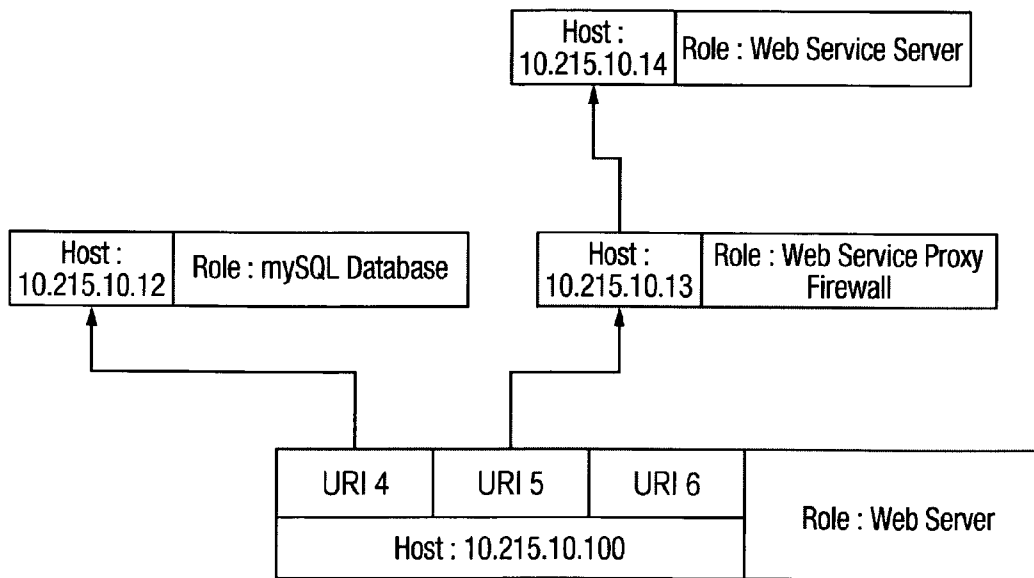 Host :
10.215.10.14
Role : Web Service Server
Host :
10.215.10.12
Role : mySQL Database
Host :
10.215.10.13
Role : Web Service Proxy
Firewall
URI 4
URI 5
URI 6
Host : 10.215.10.100
Role : Web Server